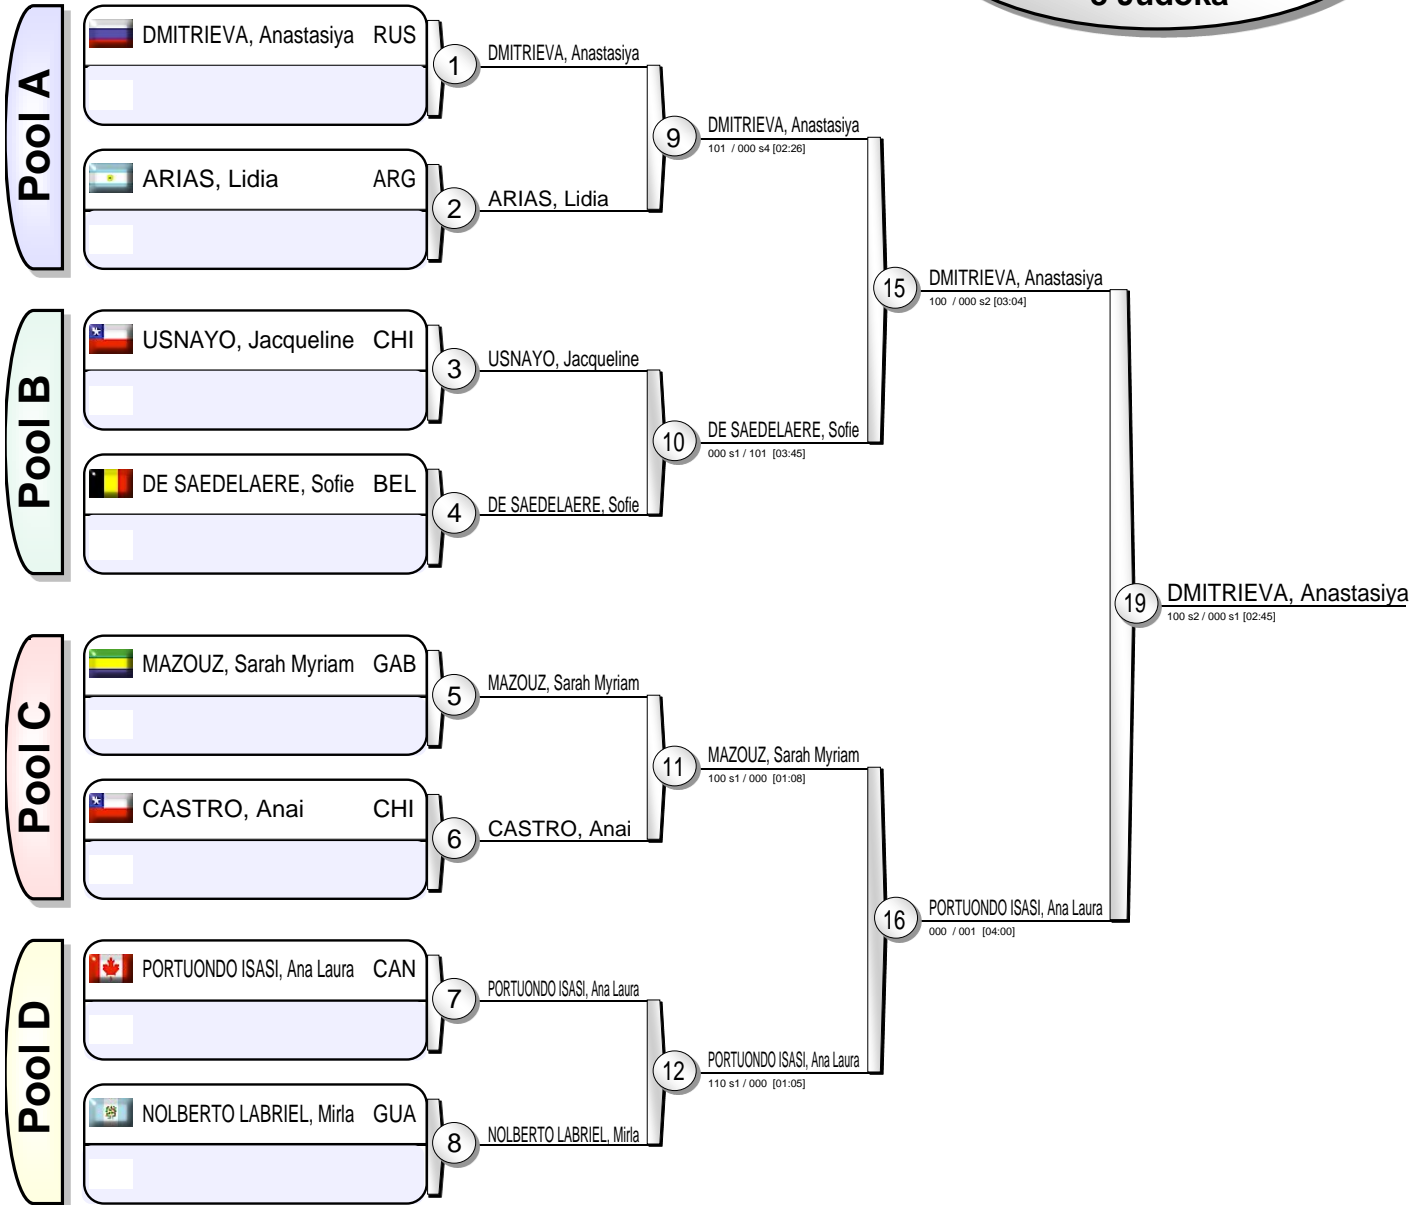 8 Judoka
Pool A
DMITRIEVA, Anastasiya RUS
1
DMITRIEVA, Anastasiya
ARIAS, Lidia ARG
2
ARIAS, Lidia
9
DMITRIEVA, Anastasiya
101 / 000 s4 [02:26]
Pool B
USNAYO, Jacqueline CHI
3
USNAYO, Jacqueline
DE SAEDELAERE, Sofie BEL
4
DE SAEDELAERE, Sofie
10
DE SAEDELAERE, Sofie
000 s1 / 101 [03:45]
15
DMITRIEVA, Anastasiya
100 / 000 s2 [03:04]
Pool C
MAZOUZ, Sarah Myriam GAB
5
MAZOUZ, Sarah Myriam
CASTRO, Anai CHI
6
CASTRO, Anai
11
MAZOUZ, Sarah Myriam
100 s1 / 000 [01:08]
Pool D
PORTUONDO ISASI, Ana Laura CAN
7
PORTUONDO ISASI, Ana Laura
NOLBERTO LABRIEL, Mirla GUA
8
NOLBERTO LABRIEL, Mirla
12
PORTUONDO ISASI, Ana Laura
110 s1 / 000 [01:05]
16
PORTUONDO ISASI, Ana Laura
000 / 001 [04:00]
19
DMITRIEVA, Anastasiya
100 s2 / 000 s1 [02:45]